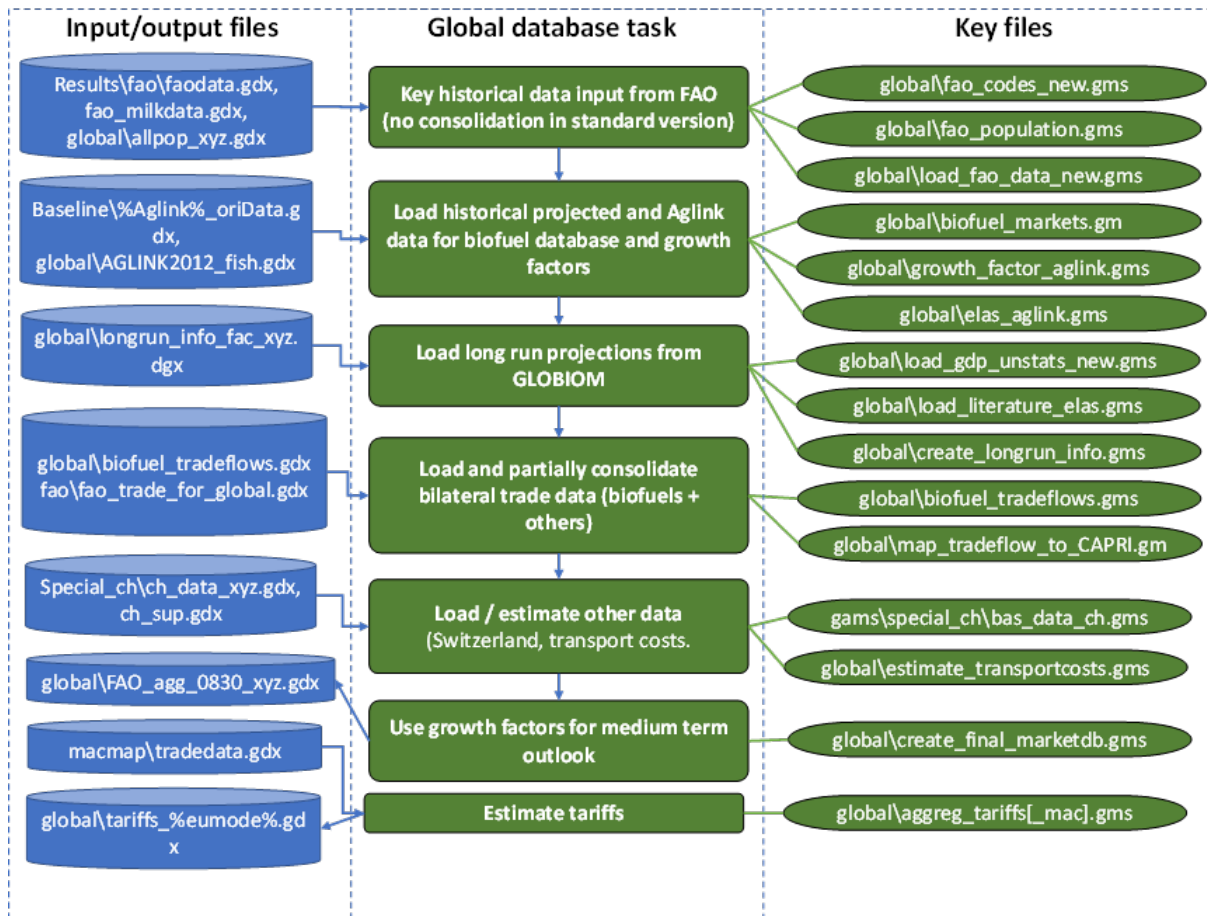 Input/output files
Global database task
Key files
Results\fao\faodata.gdx,
fao_milkdata.gdx,
global\allpop_xyz.gdx
Key historical data input from FAO
(no consolidation in standard version)
global\fao_codes_new.gms
global\fao_population.gms
global\load_fao_data_new.gms
Baseline\%Aglink%_oriData.g
dx,
global\AGLINK2012_fish.gdx
Load historical projected and Aglink
data for biofuel database and growth
factors
global\biofuel_markets.gm
global\growth_factor_aglink.gms
global\elas_aglink.gms
global\longrun_info_fac_xyz.
dgx
Load long run projections from
GLOBIOM
global\load_gdp_unstats_new.gms
global\load_literature_elas.gms
global\create_longrun_info.gms
global\biofuel_tradeflows.gdx
fao\fao_trade_for_global.gdx
Load and partially consolidate
bilateral trade data (biofuels +
others)
global\biofuel_tradeflows.gms
global\map_tradeflow_to_CAPRI.gm
Special_ch\ch_data_xyz.gdx,
ch_sup.gdx
Load / estimate other data
(Switzerland, transport costs.
gams\special_ch\bas_data_ch.gms
global\estimate_transportcosts.gms
global\FAO_agg_0830_xyz.gdx
Use growth factors for medium term
outlook
global\create_final_marketdb.gms
macmap\tradedata.gdx
global\tariffs_%eumode%.gd
x
Estimate tariffs
global\aggreg_tariffs[_mac].gms